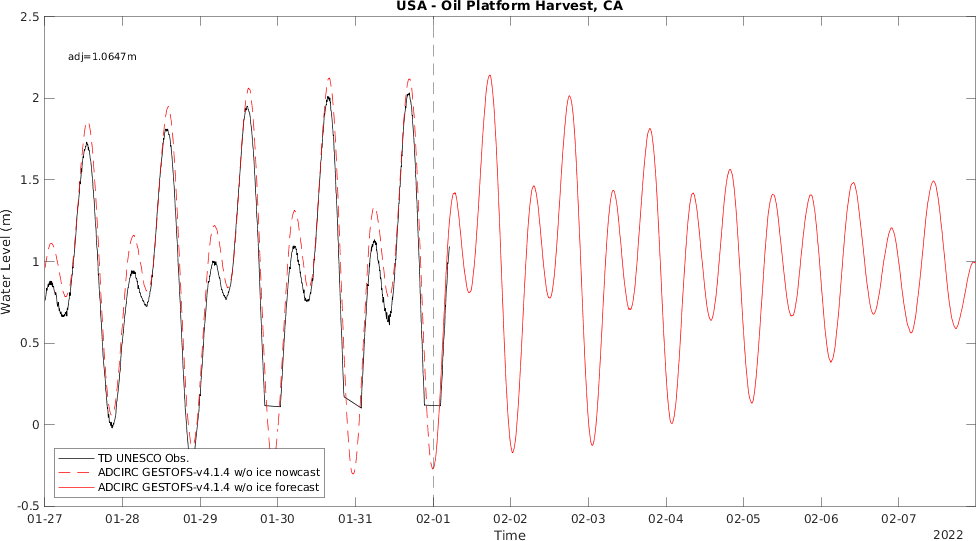 USA - Oil Platform Harvest, CA
adj=1.0647m
Water Level (m)
2.5
2
1.5
1
0.5
0
-0.5
TD UNESCO Obs.
ADCIRC GESTOFS-v4.1.4 w/o ice nowcast
ADCIRC GESTOFS-v4.1.4 w/o ice forecast
01-27 01-28 01-29 01-30 01-31 02-01 02-02 02-03 02-04 02-05 02-06 02-07
Time
2022